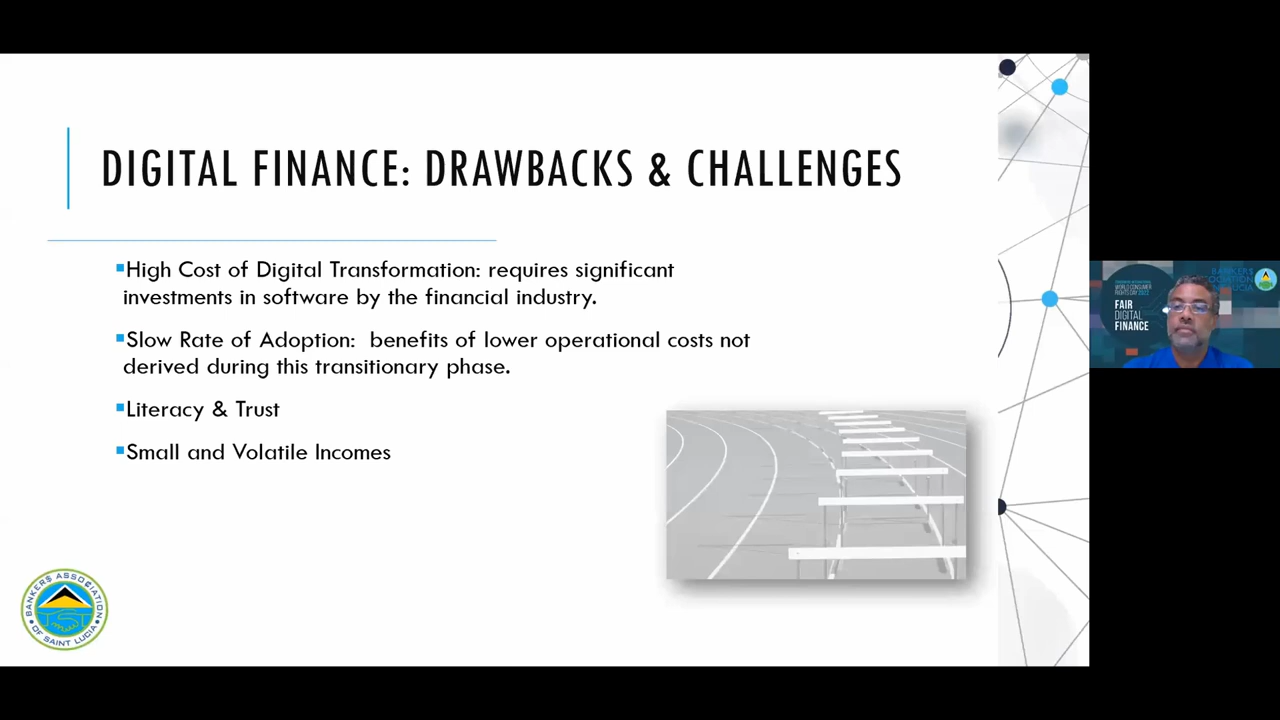 DIGITAL FINANCE: DRAWBACKS & CHALLENGES
▪High Cost of Digital Transformation: requires significant
investments in software by the financial industry.
▪Slow Rate of Adoption: benefits of lower operational costs not
derived during this transitionary phase.
▪Literacy & Trust
▪Small and Volatile Incomes
BANKERS ASSOCIATION
OF SAINT LUCIA
WORLD CONSUMER
RIGHTS DAY 2022
FAIR
DIGITAL
FINANCE